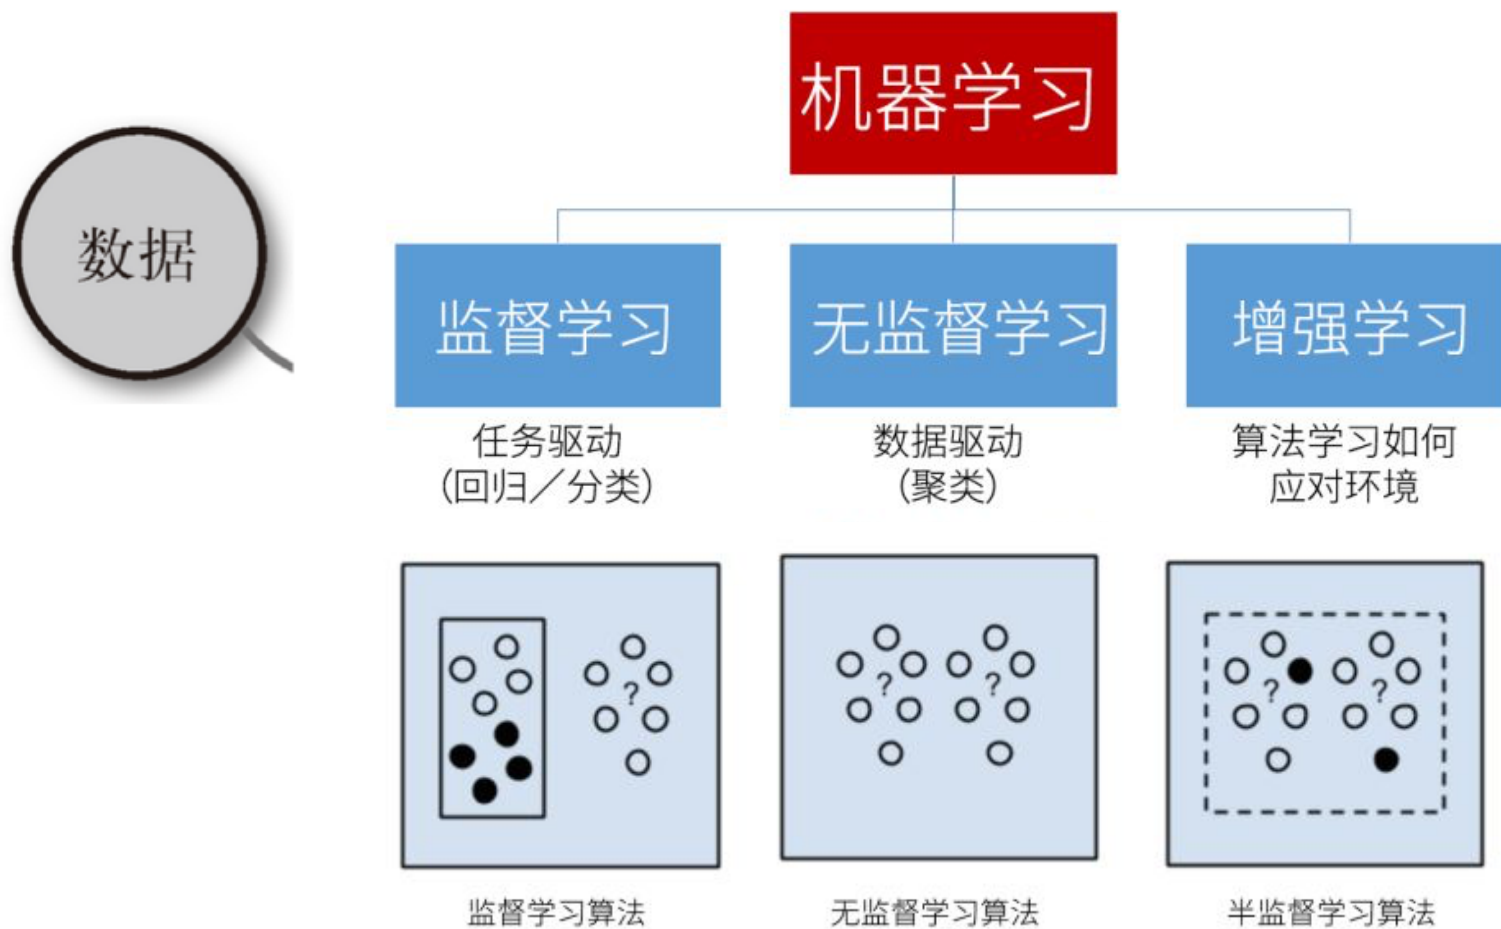 机器学习
数据
监督学习
无监督学习
增强学习
任务驱动
(回归／分类)
数据驱动
(聚类)
算法学习如何
应对环境
?
? ?
? ?
监督学习算法
无监督学习算法
半监督学习算法